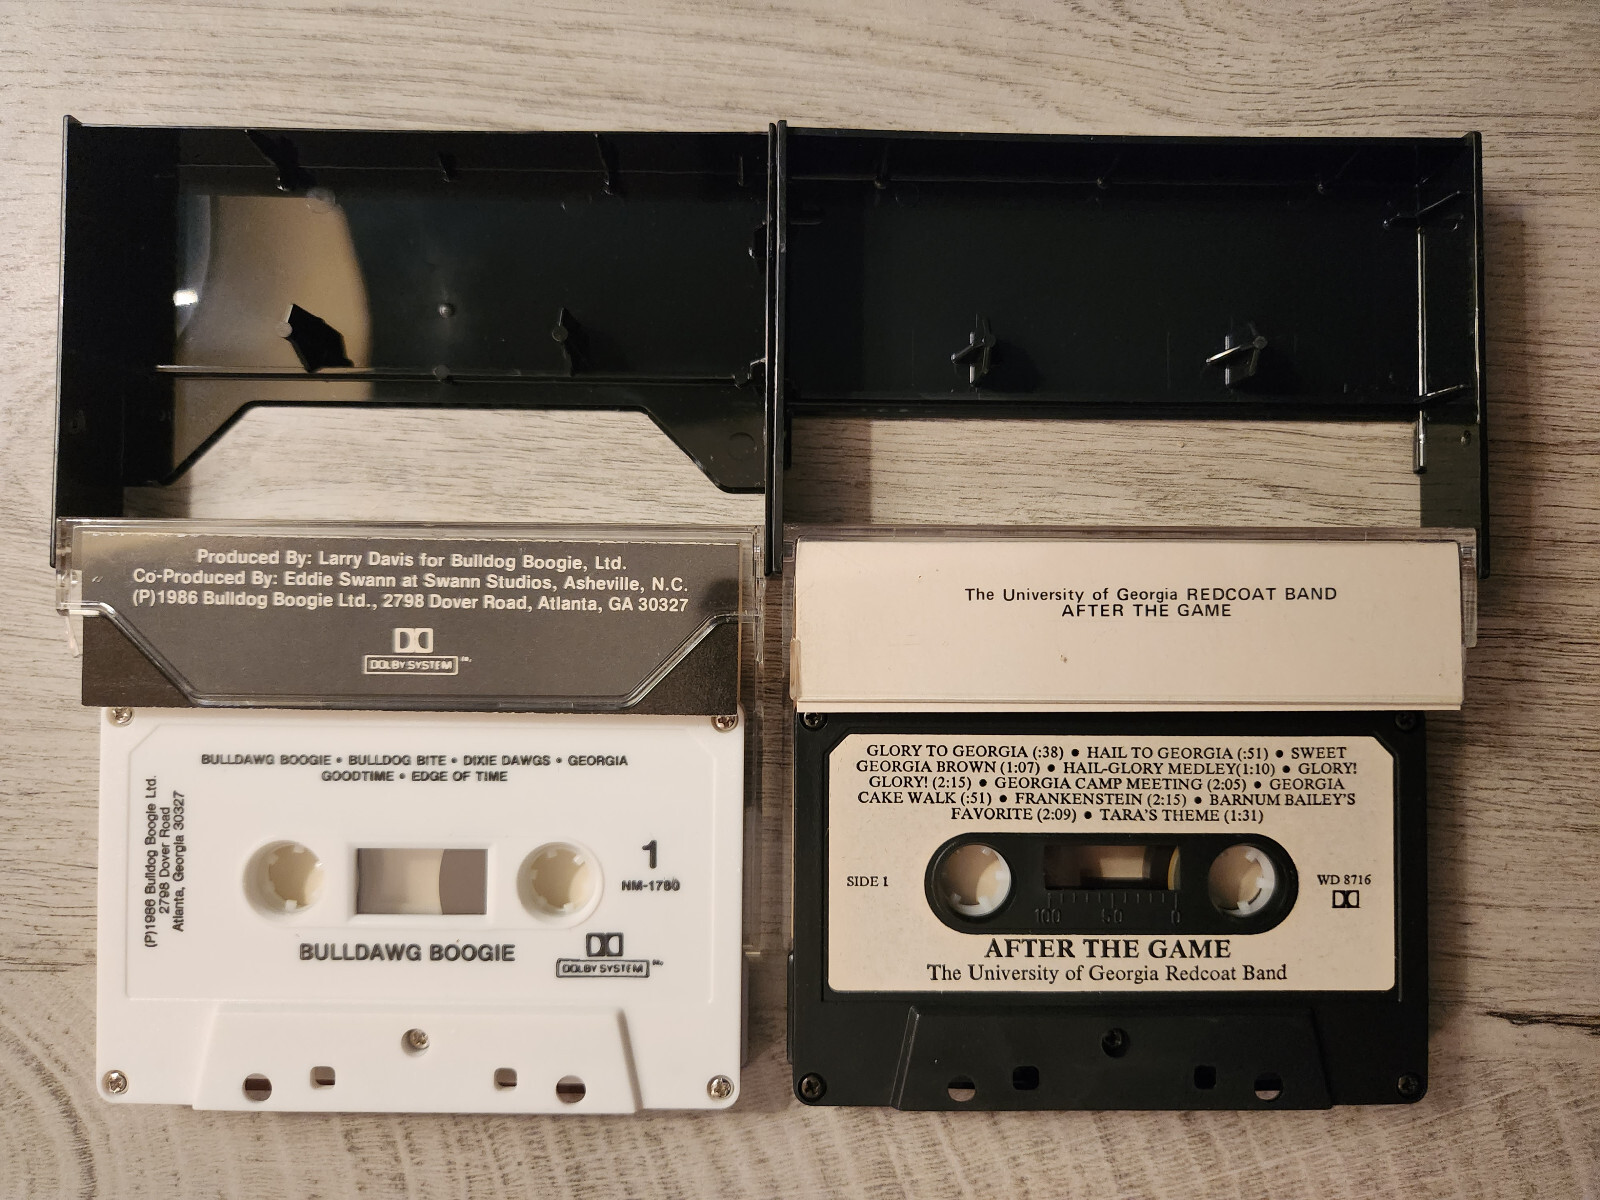 Produced By: Larry Davis for Bulldog Boogie, Ltd.
Co-Produced By: Eddie Swann at Swann Studios, Asheville, N.C.
(P)1986 Bulldog Boogie Ltd., 2798 Dover Road, Atlanta, GA 30327
DOLBY SYSTEM
BULLDAWG BOOGIE • BULLDOG BITE • DIXIE DAWGS • GEORGIA
GOODTIME • EDGE OF TIME
(P)1986 Bulldog Boogie Ltd.
2798 Dover Road
Atlanta, Georgia 30327
1
NM-1780
BULLDAWG BOOGIE
DOLBY SYSTEM
The University of Georgia REDCOAT BAND
AFTER THE GAME
GLORY TO GEORGIA (:38) • HAIL TO GEORGIA (:51) • SWEET
GEORGIA BROWN (1:07) • HAIL-GLORY MEDLEY(1:10) • GLORY!
GLORY! (2:15) • GEORGIA CAMP MEETING (2:05) • GEORGIA
CAKE WALK (:51) • FRANKENSTEIN (2:15) • BARNUM BAILEY'S
FAVORITE (2:09) • TARA'S THEME (1:31)
SIDE 1
WD 8716
100 50 0
AFTER THE GAME
The University of Georgia Redcoat Band